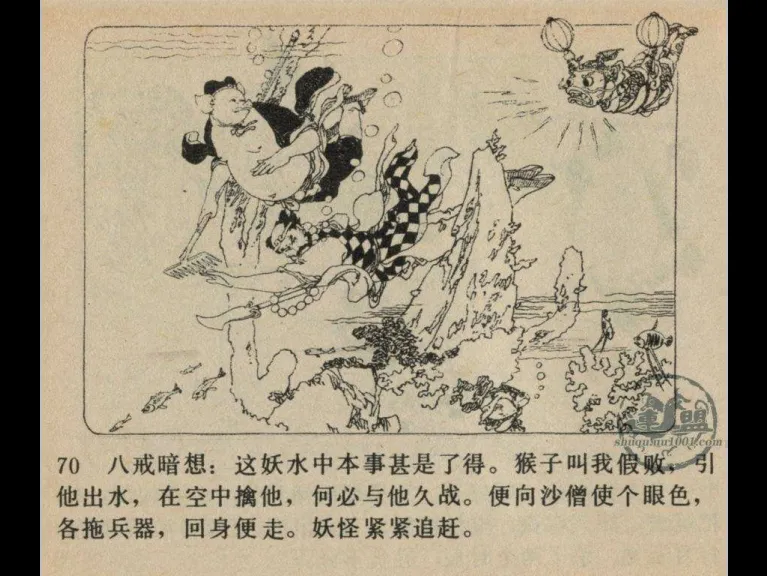 70 八戒暗想：这妖水中本事甚是了得。猴子叫我假败，引
他出水，在空中擒他，何必与他久战。便向沙僧使个眼色，
各拖兵器，回身便走。妖怪紧紧追赶。
畫盟
shuquan1001.com